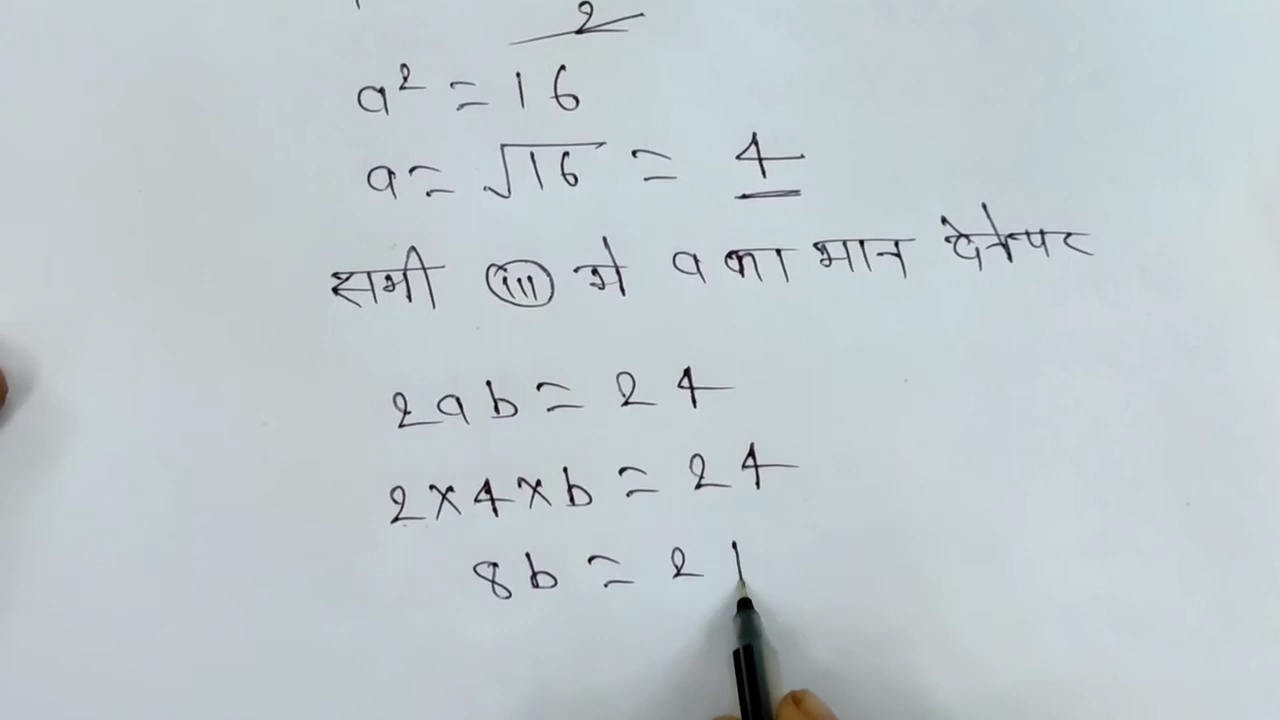 2
a² = 16
a = √16 = 4
समी (iii) मे a का मान देनेपर
2ab = 24
2×4×b = 24
8b = 2